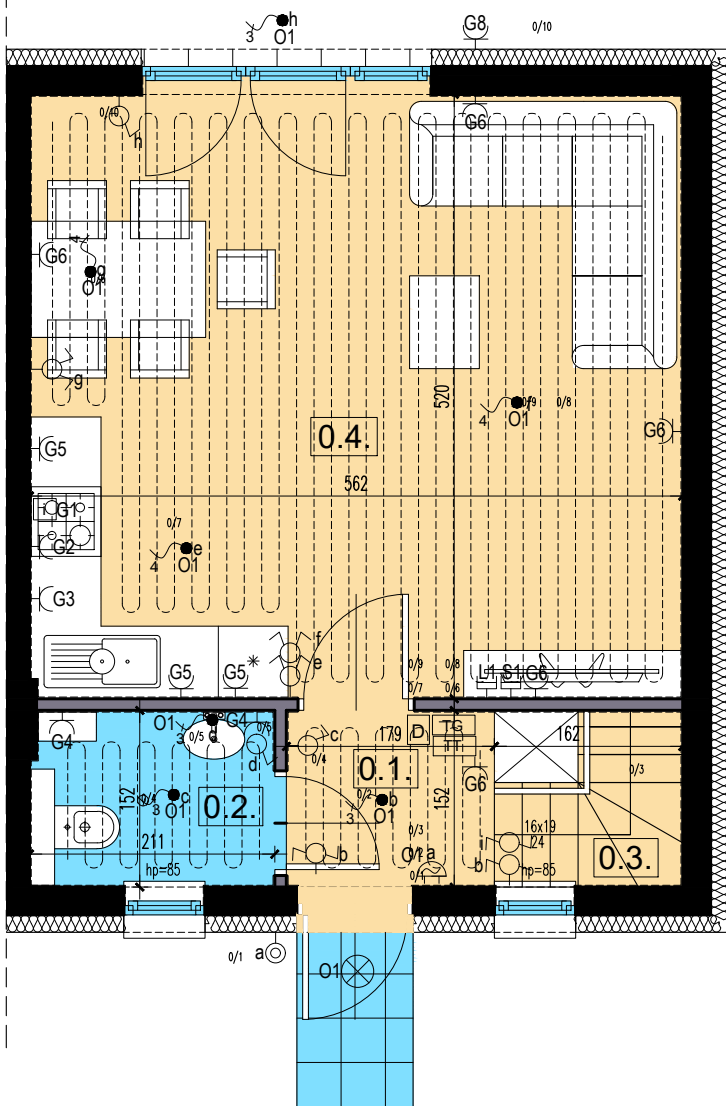 h
3
O1
G8
0/10
0/10
h
G6
G6
4
g
O1
g
f
0/9
0/8
4
O1
520
G6
0.4.
G5
562
G1
0/7
G2
e
4
O1
G3
f
e
G5
G5
0/9
0/8
L1
S1
G6
0/7
0/6
O1
3
G4
0/5
0/5
d
G4
c
0/4
179
D
TG
TT
162
0.1.
G6
0/3
152
c
3
O1
0.2.
0/2
b
3
O1
152
0/3
16x19
24
211
b
O1
a
b
0.3.
hp=85
0/1
hp=85
0/1
a
O1